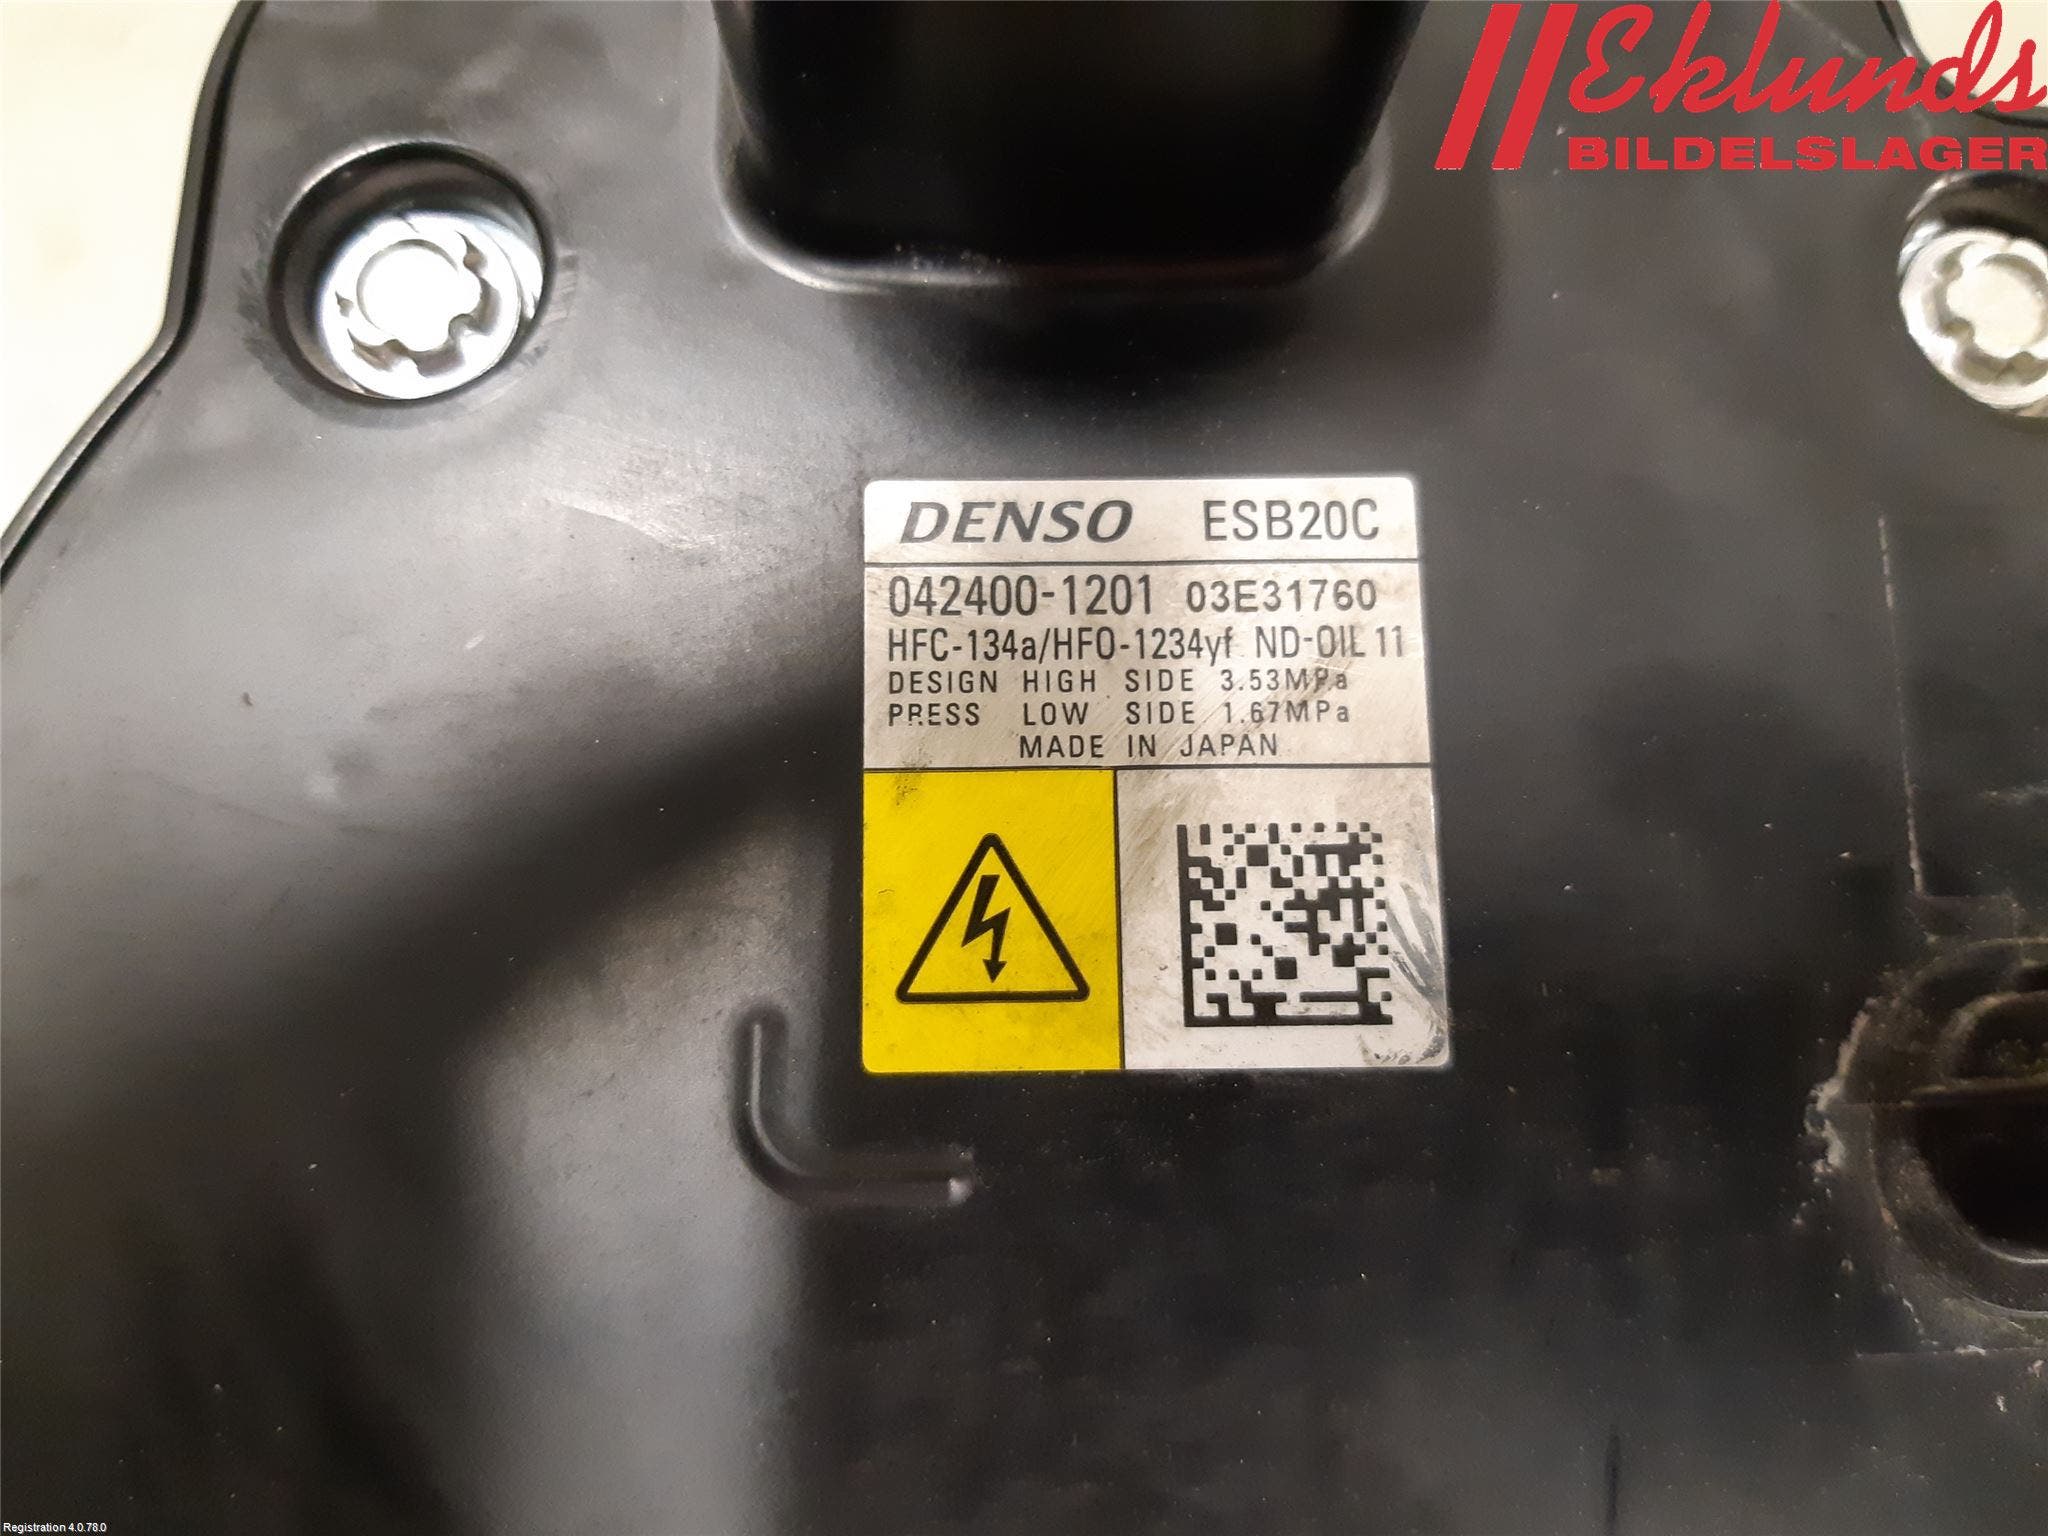 Eklunds
BILDELSLAGER
DENSO ESB20C
042400-1201 03E31760
HFC-134a/HFO-1234yf ND-OIL 11
DESIGN HIGH SIDE 3.53MPa
PRESS LOW SIDE 1.67MPa
MADE IN JAPAN
Registration 4.0.78.0